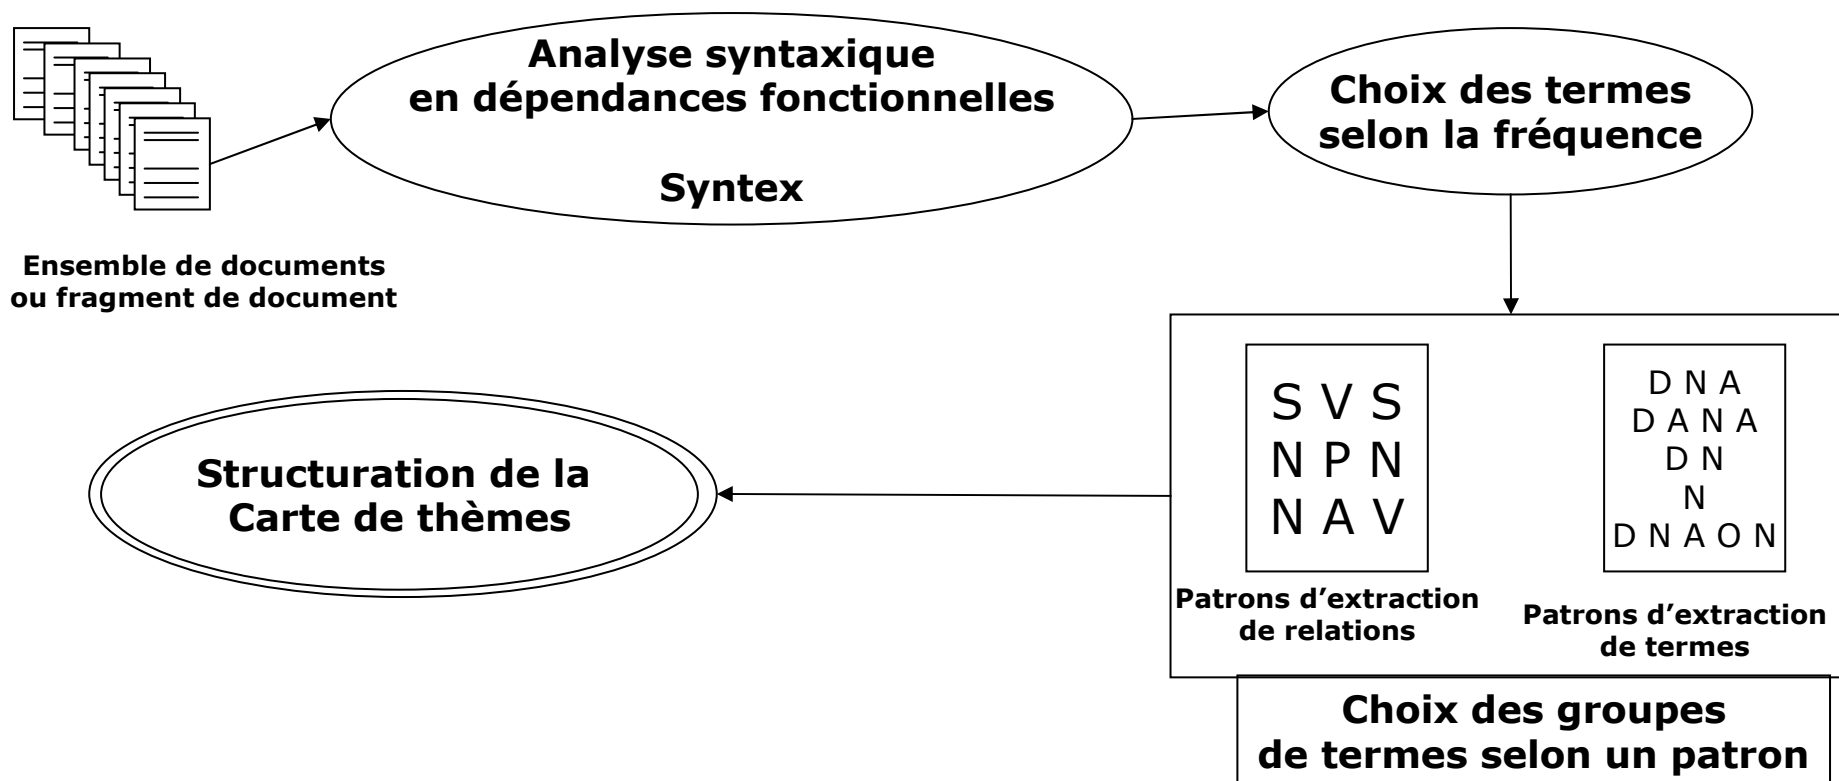 Analyse syntaxique
en dépendances fonctionnelles
Syntex
Choix des termes
selon la fréquence
Ensemble de documents
ou fragment de document
S V S
N P N
N A V
Patrons d’extraction
de relations
D N A
D A N A
D N
N
D N A O N
Patrons d’extraction
de termes
Choix des groupes
de termes selon un patron
Structuration de la
Carte de thèmes